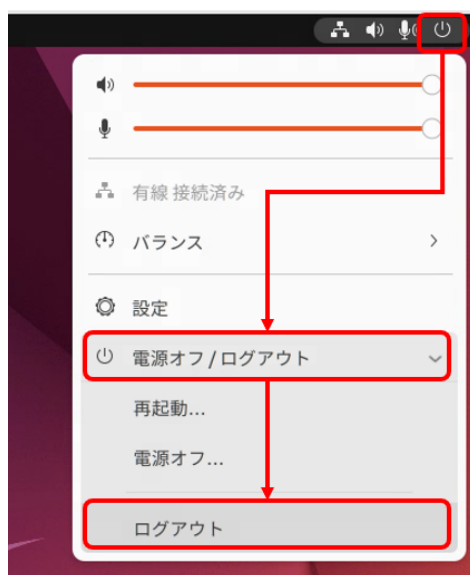 有線 接続済み
バランス
設定
電源オフ / ログアウト
再起動...
電源オフ...
ログアウト